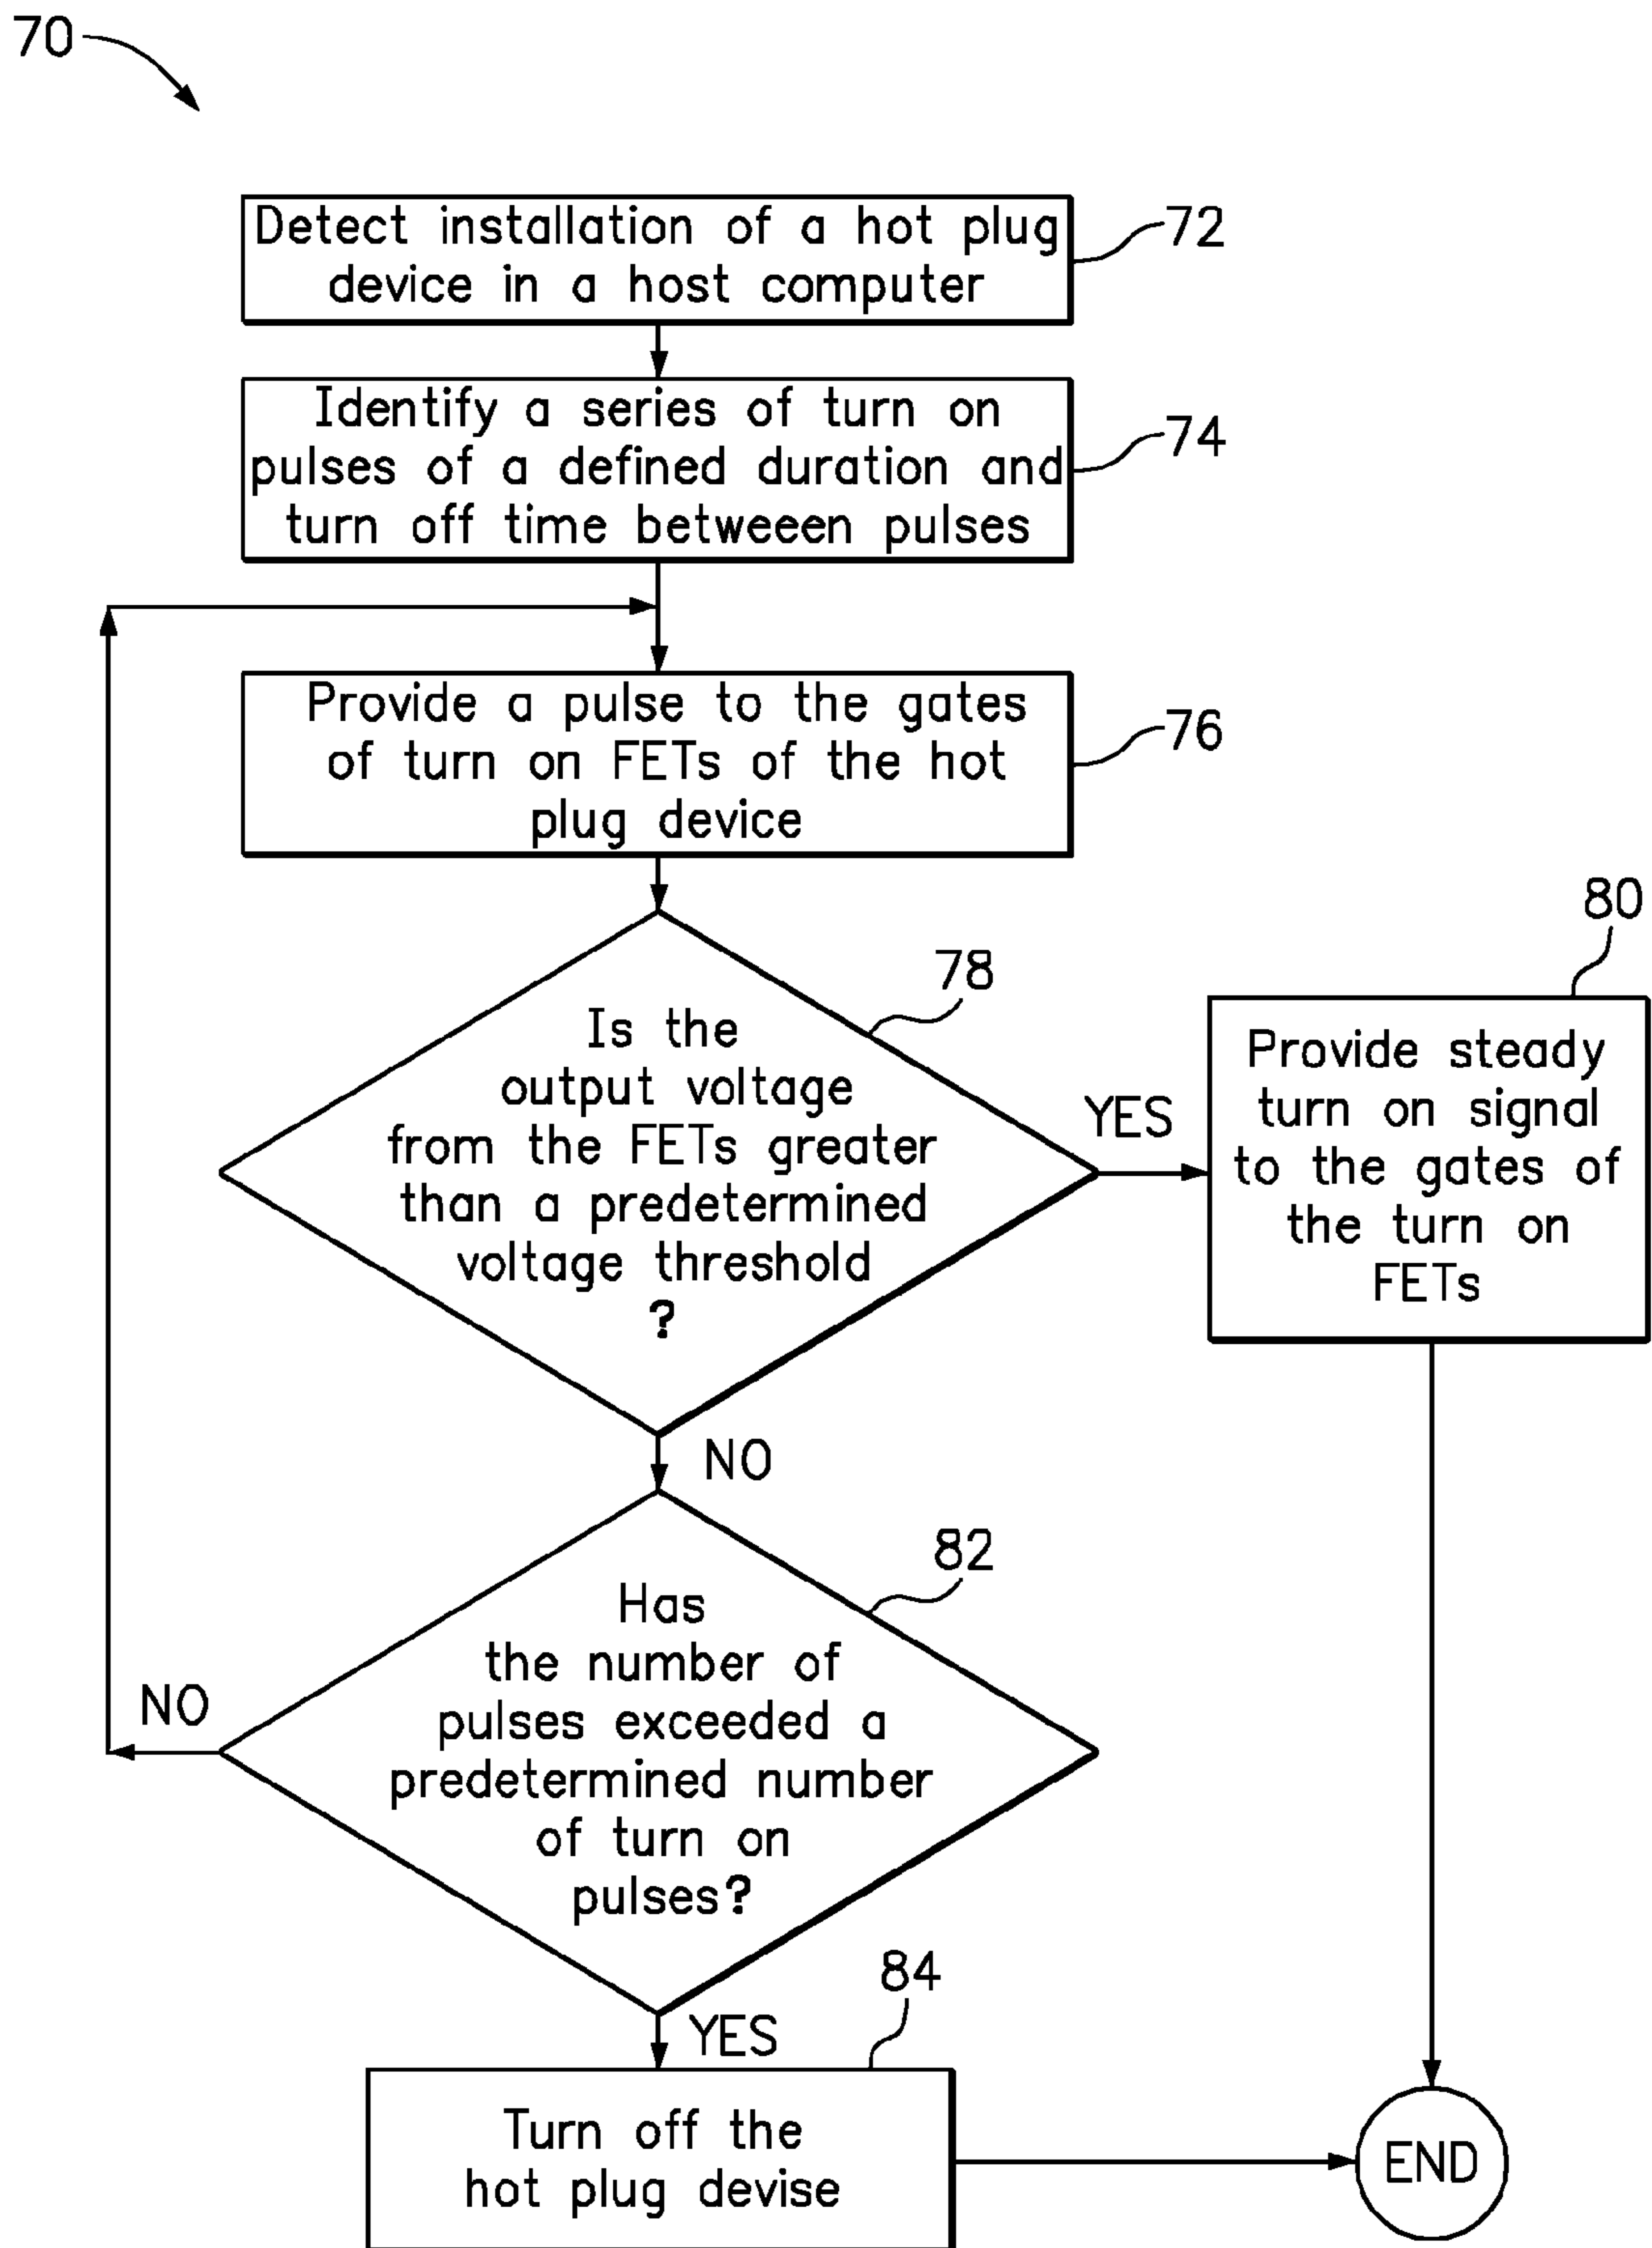 70
Detect installation of a hot plug
device in a host computer
72
Identify a series of turn on
pulses of a defined duration and
turn off time betweeen pulses
74
Provide a pulse to the gates
of turn on FETs of the hot
plug device
76
78
Is the
output voltage
from the FETs greater
than a predetermined
voltage threshold
?
YES
80
Provide steady
turn on signal
to the gates of
the turn on
FETs
NO
82
Has
the number of
pulses exceeded a
predetermined number
of turn on
pulses?
NO
YES
84
Turn off the
hot plug devise
END